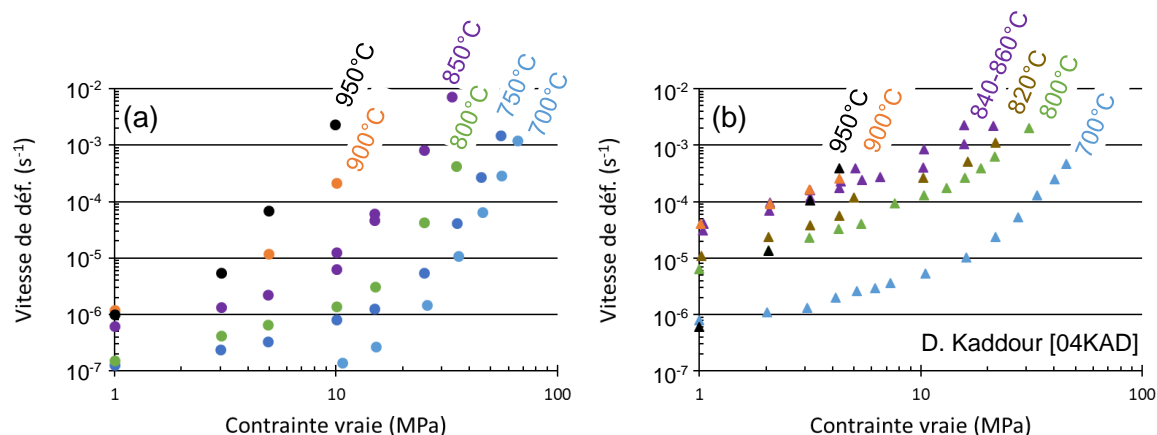 (a)
Vitesse de déf. (s⁻¹)
10⁻²
10⁻³
10⁻⁴
10⁻⁵
10⁻⁶
10⁻⁷
950°C
900°C
850°C
800°C
750°C
700°C
1
10
100
Contrainte vraie (MPa)
(b)
Vitesse de déf. (s⁻¹)
10⁻²
10⁻³
10⁻⁴
10⁻⁵
10⁻⁶
10⁻⁷
950°C
900°C
840-860°C
820°C
800°C
700°C
D. Kaddour [04KAD]
1
10
100
Contrainte vraie (MPa)